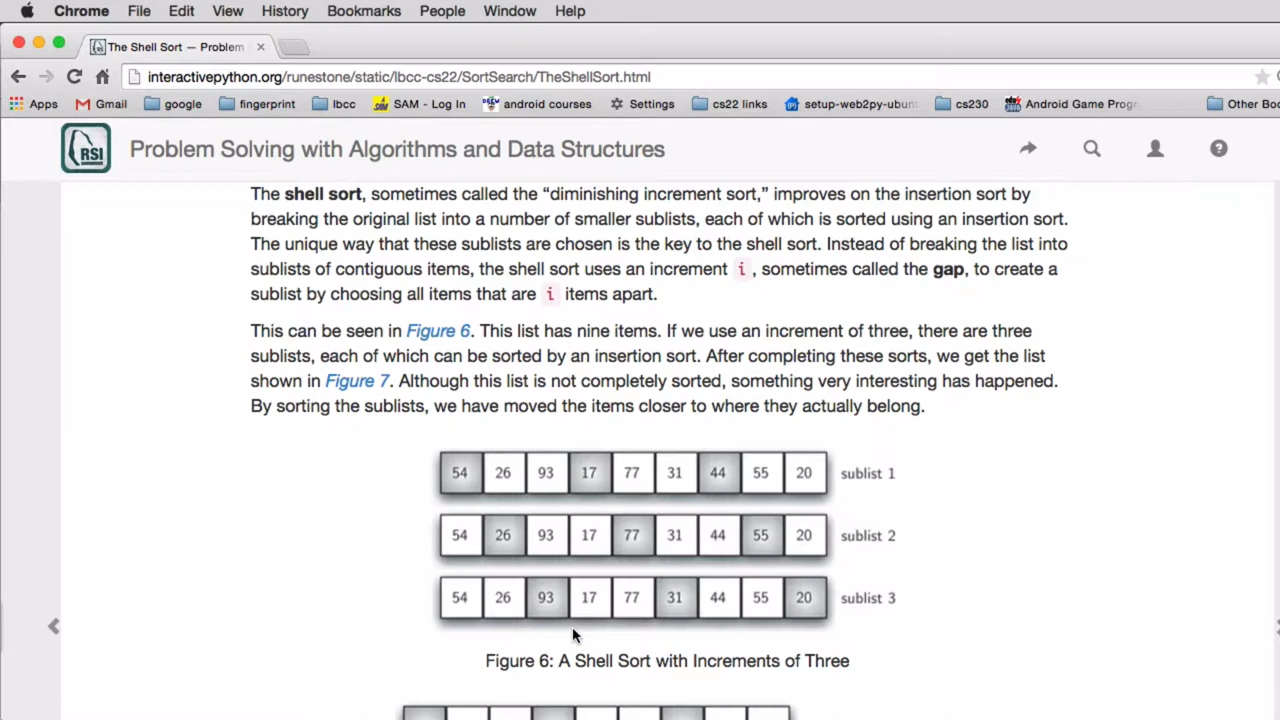 Chrome File Edit View History Bookmarks People Window Help
The Shell Sort — Problem
interactivepython.org/runestone/static/lbcc-cs22/SortSearch/TheShellSort.html
Apps Gmail google fingerprint lbcc SAM - Log In android courses Settings cs22 links setup-web2py-ubun cs230 Android Game Progr Other Boo
RSI Problem Solving with Algorithms and Data Structures
The shell sort, sometimes called the “diminishing increment sort,” improves on the insertion sort by
breaking the original list into a number of smaller sublists, each of which is sorted using an insertion sort.
The unique way that these sublists are chosen is the key to the shell sort. Instead of breaking the list into
sublists of contiguous items, the shell sort uses an increment i, sometimes called the gap, to create a
sublist by choosing all items that are i items apart.
This can be seen in Figure 6. This list has nine items. If we use an increment of three, there are three
sublists, each of which can be sorted by an insertion sort. After completing these sorts, we get the list
shown in Figure 7. Although this list is not completely sorted, something very interesting has happened.
By sorting the sublists, we have moved the items closer to where they actually belong.
54 26 93 17 77 31 44 55 20 sublist 1
54 26 93 17 77 31 44 55 20 sublist 2
54 26 93 17 77 31 44 55 20 sublist 3
Figure 6: A Shell Sort with Increments of Three